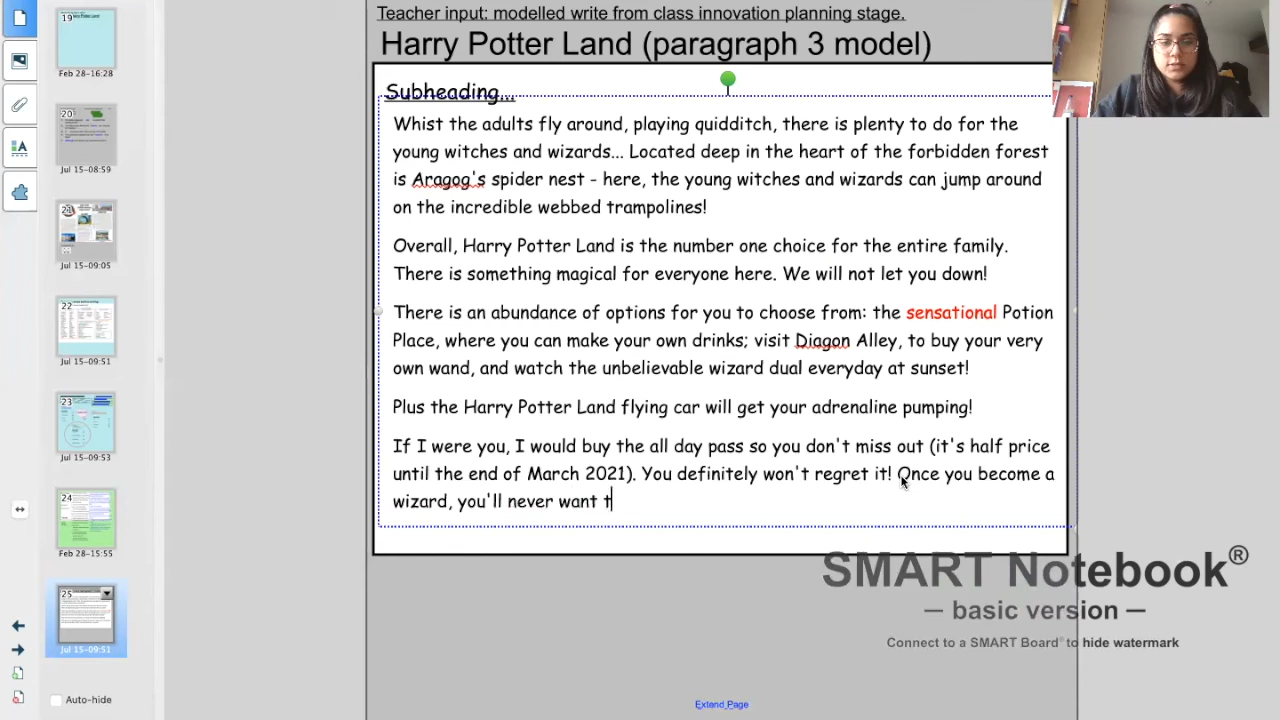 Teacher input: modelled write from class innovation planning stage.
Harry Potter Land (paragraph 3 model)
Subheading...
Whist the adults fly around, playing quidditch, there is plenty to do for the
young witches and wizards... Located deep in the heart of the forbidden forest
is Aragog's spider nest - here, the young witches and wizards can jump around
on the incredible webbed trampolines!
Overall, Harry Potter Land is the number one choice for the entire family.
There is something magical for everyone here. We will not let you down!
There is an abundance of options for you to choose from: the sensational Potion
Place, where you can make your own drinks; visit Diagon Alley, to buy your very
own wand, and watch the unbelievable wizard dual everyday at sunset!
Plus the Harry Potter Land flying car will get your adrenaline pumping!
If I were you, I would buy the all day pass so you don't miss out (it's half price
until the end of March 2021). You definitely won't regret it! Once you become a
wizard, you'll never want t
SMART Notebook®
— basic version —
Connect to a SMART Board® to hide watermark
Extend Page
19
Feb 28-16:28
20
Jul 15-08:59
21
Jul 15-09:05
22
Jul 15-09:51
23
Jul 15-09:53
24
Feb 28-15:55
25
Jul 15-09:51
Auto-hide